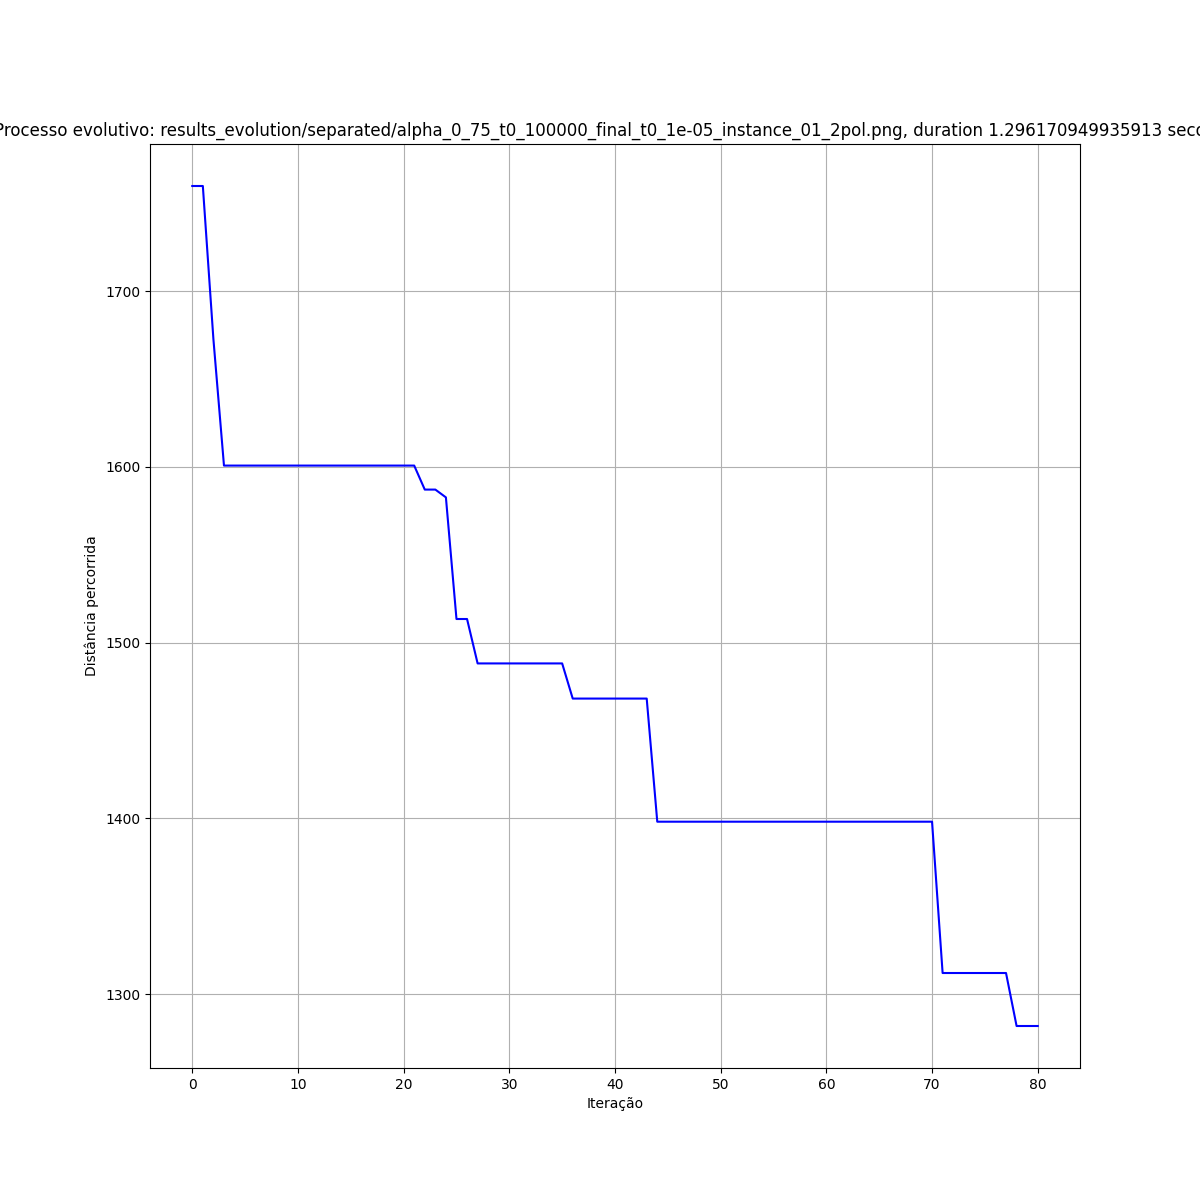 Processo evolutivo: results_evolution/separated/alpha_0_75_t0_100000_final_t0_1e-05_instance_01_2pol.png, duration 1.296170949935913
1700
1600
1500
1400
1300
Distância percorrida
0 10 20 30 40 50 60 70 80
Iteração